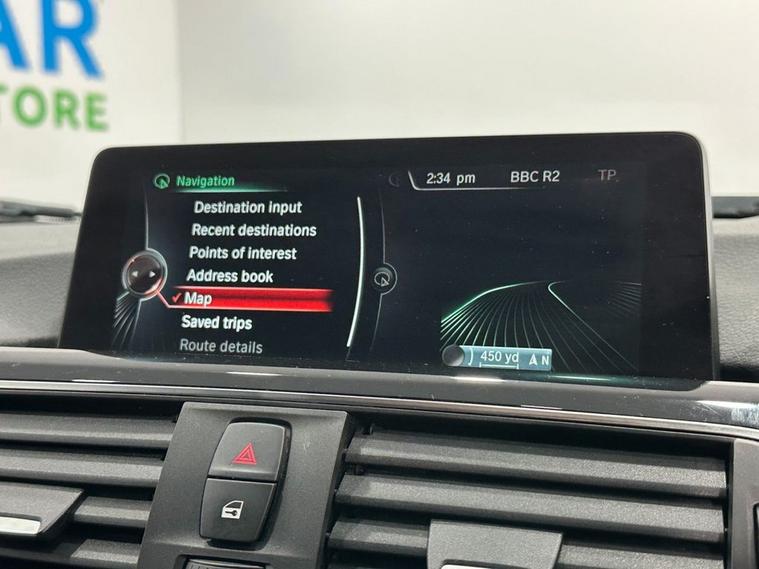 AR
TORE
Navigation
2:34 pm BBC R2 TP
Destination input
Recent destinations
Points of interest
Address book
Map
Saved trips
Route details
450 yd N